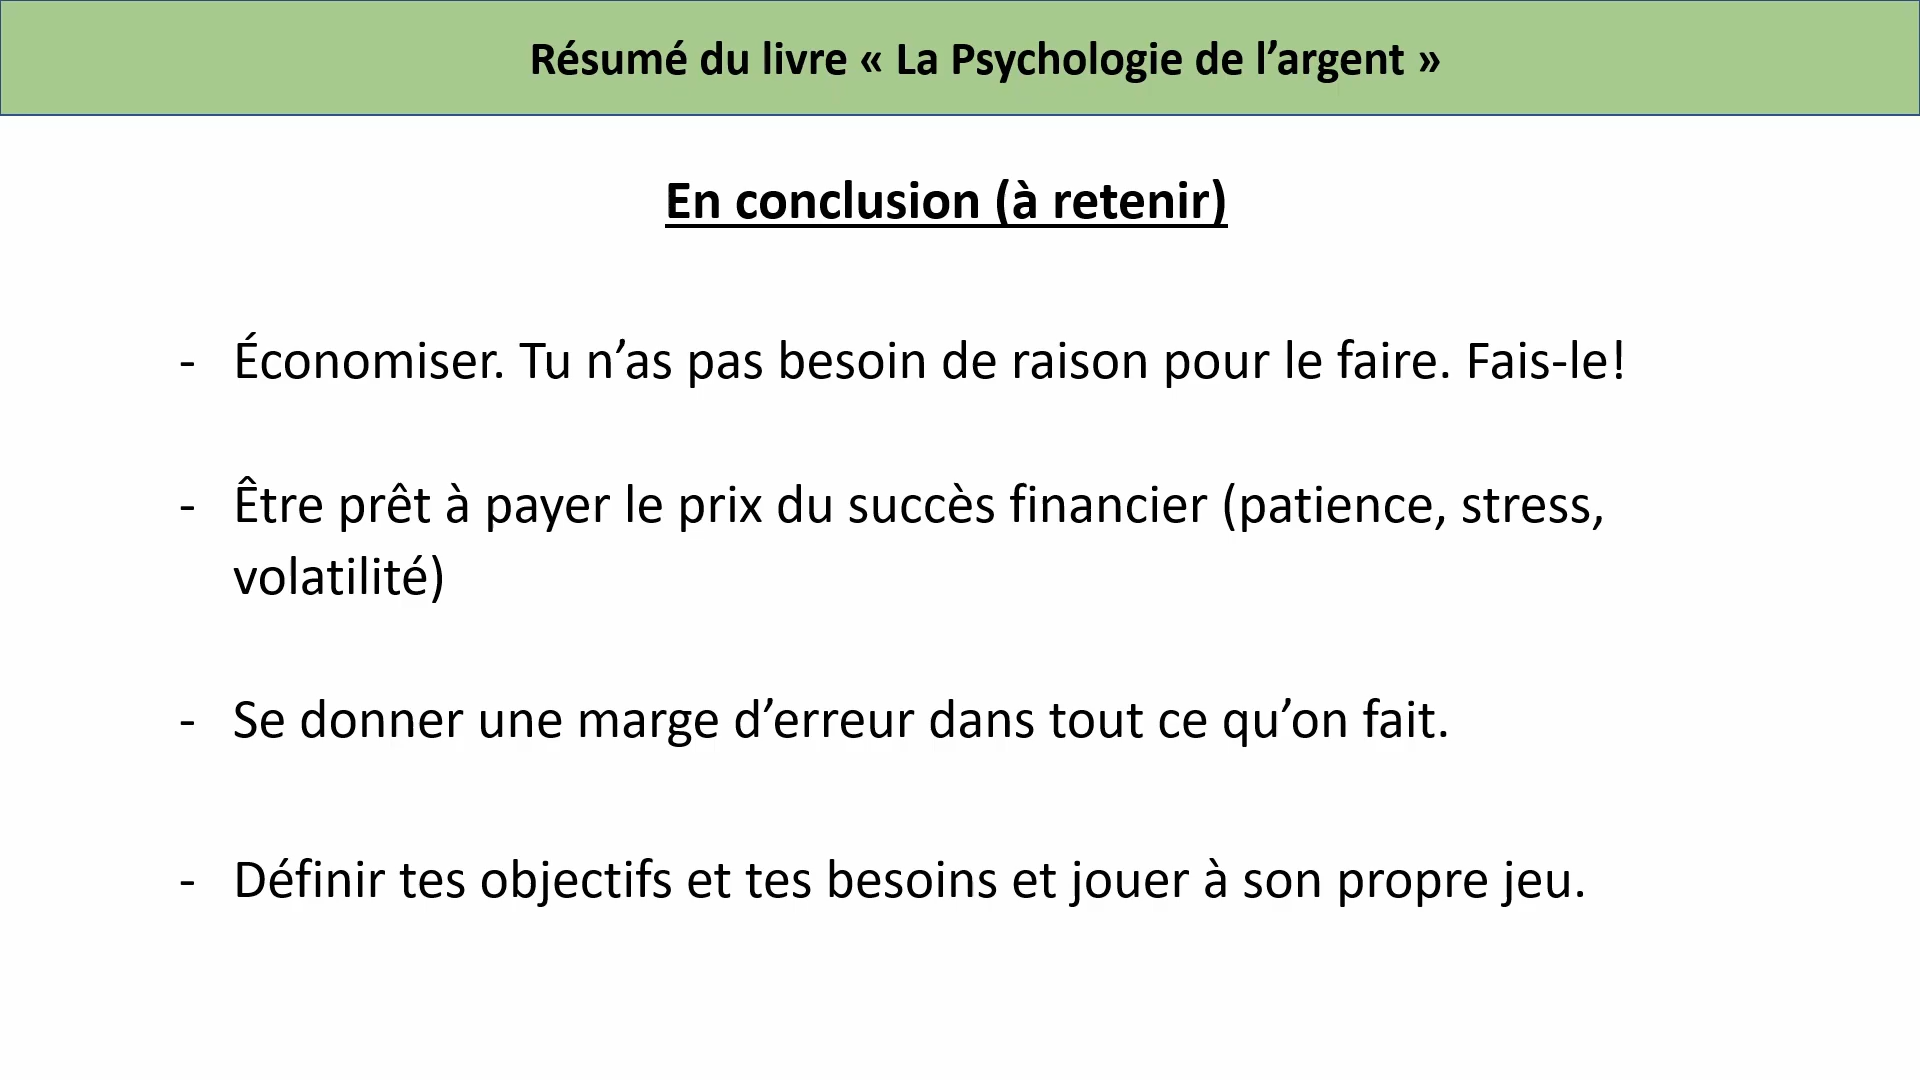 Résumé du livre « La Psychologie de l’argent »
En conclusion (à retenir)
- Économiser. Tu n’as pas besoin de raison pour le faire. Fais-le!
- Être prêt à payer le prix du succès financier (patience, stress,
volatilité)
- Se donner une marge d’erreur dans tout ce qu’on fait.
- Définir tes objectifs et tes besoins et jouer à son propre jeu.